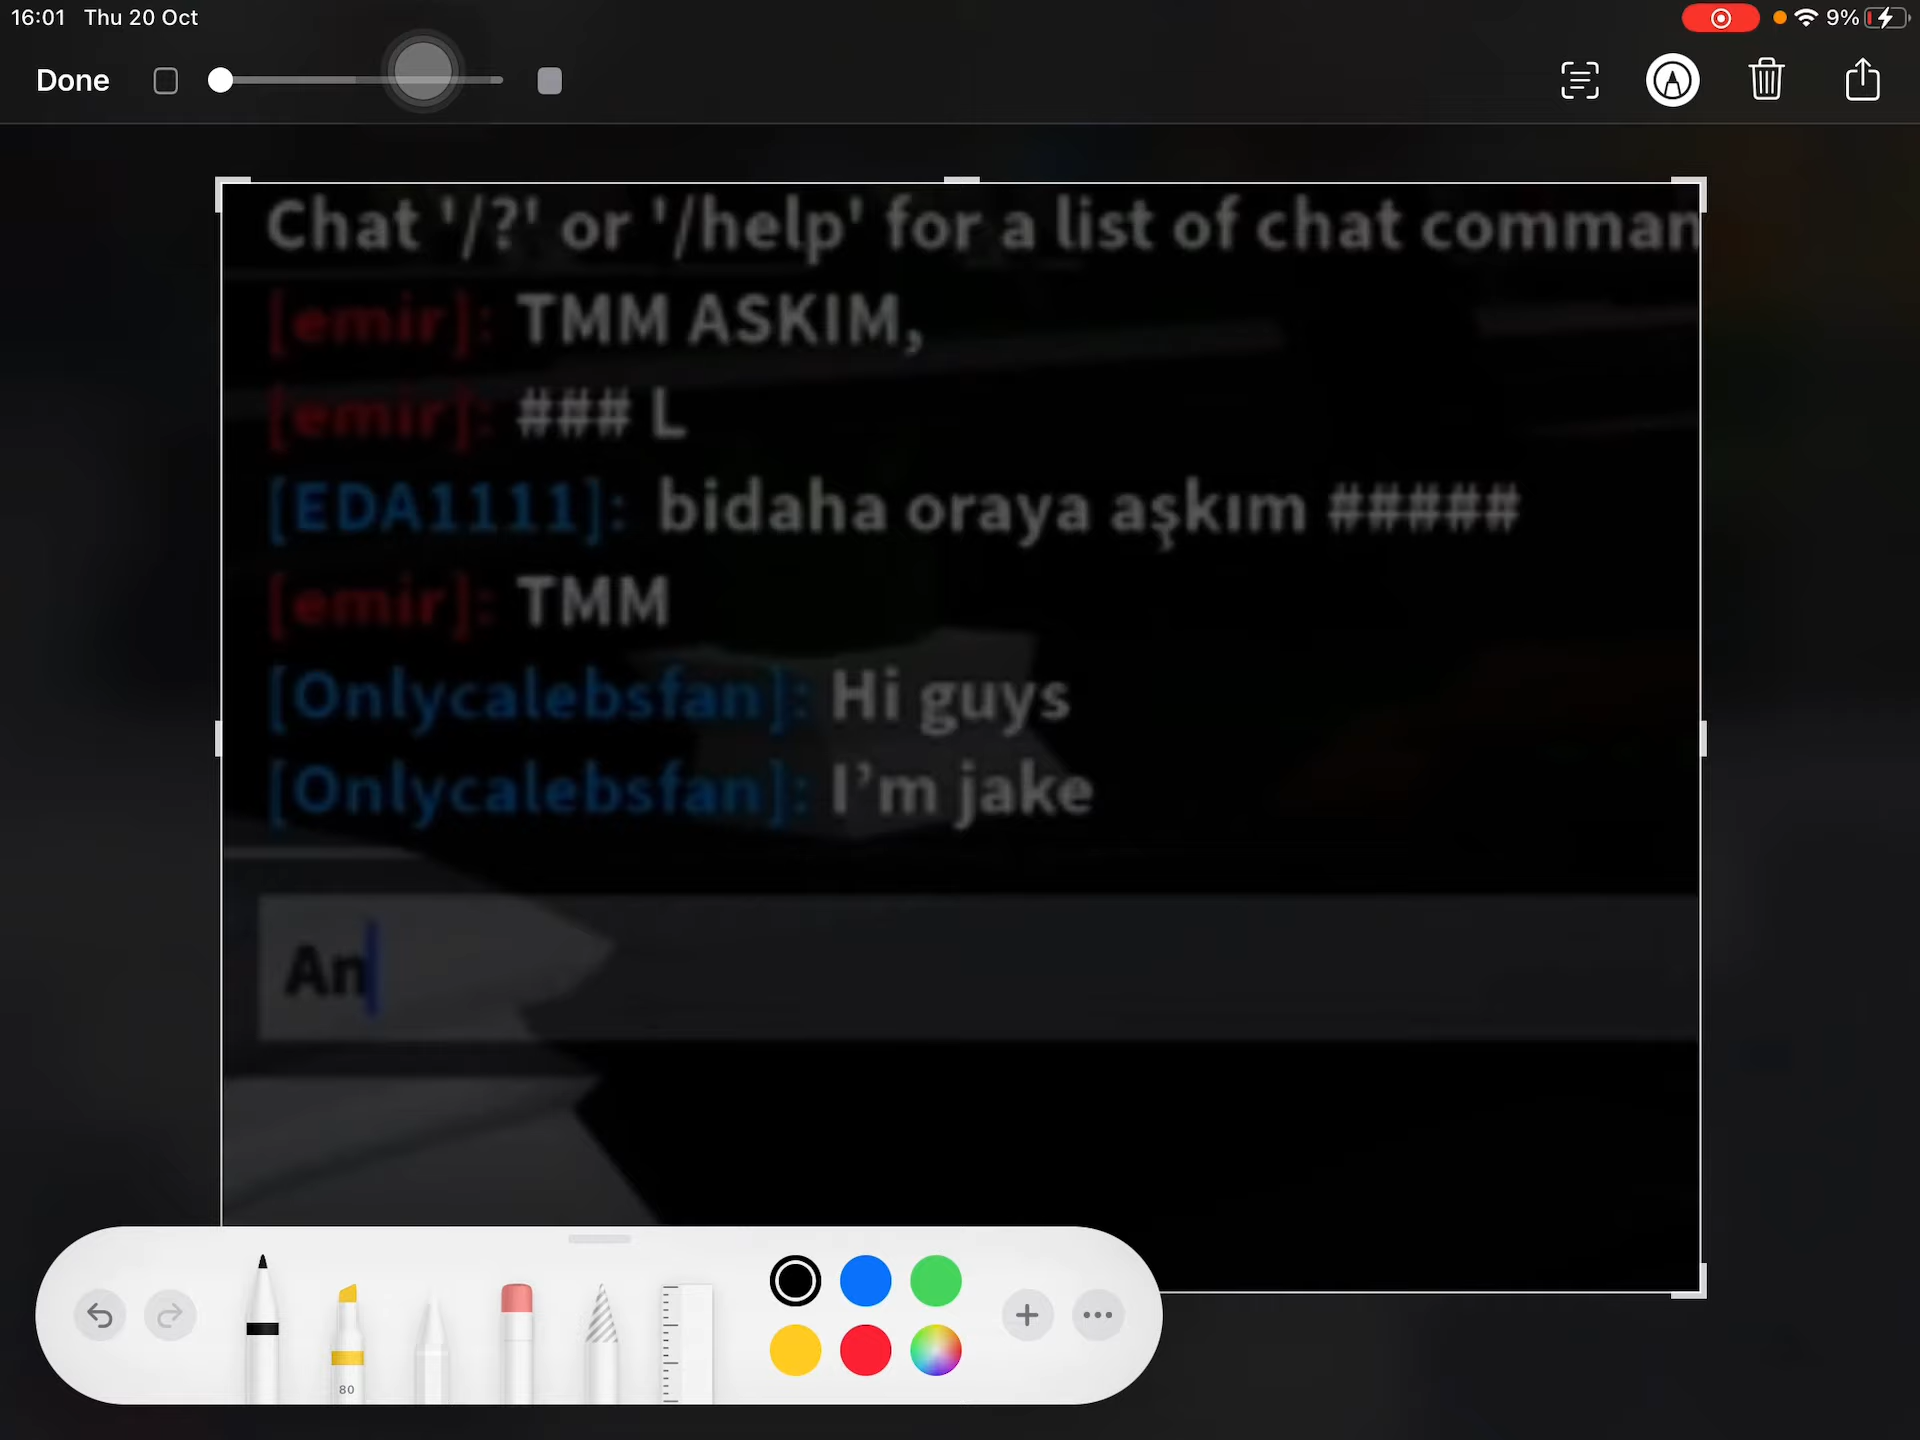 16:01 Thu 20 Oct
9%
Done
Chat '/?' or '/help' for a list of chat comman
[emir]: TMM ASKIM,
[emir]: ### L
[EDA1111]: bidaha oraya aşkım #####
[emir]: TMM
[Onlycalebsfan]: Hi guys
[Onlycalebsfan]: I’m jake
An
80